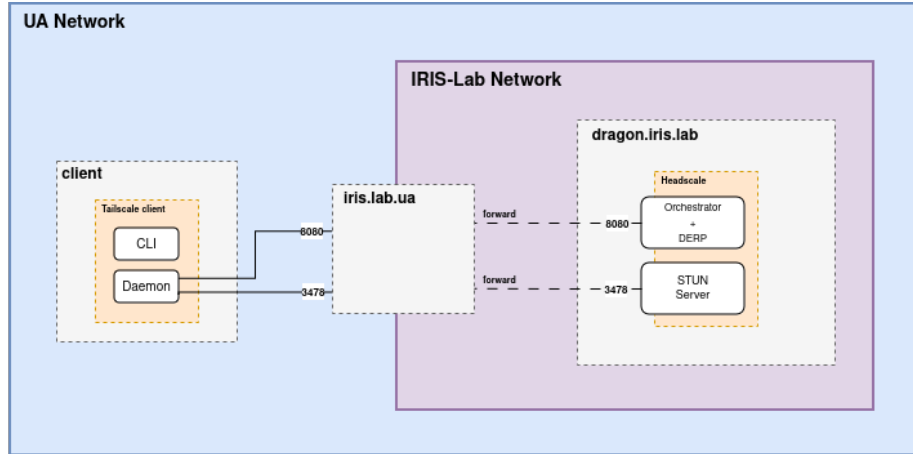 UA Network
IRIS-Lab Network
dragon.iris.lab
client
Tailscale client
CLI
Daemon
iris.lab.ua
8080
3478
forward
forward
8080
3478
Headscale
Orchestrator
+
DERP
STUN
Server